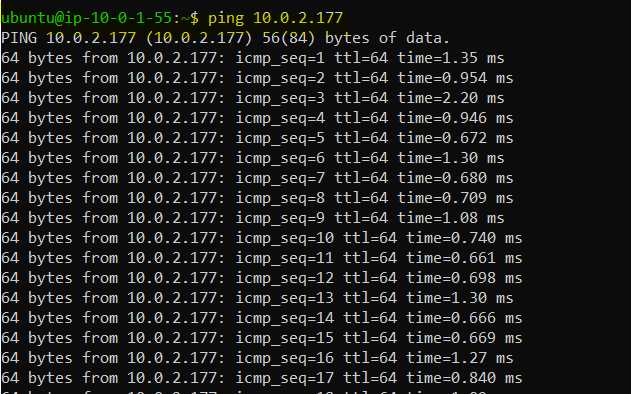 ubuntu@ip-10-0-1-55:~$ ping 10.0.2.177
PING 10.0.2.177 (10.0.2.177) 56(84) bytes of data.
64 bytes from 10.0.2.177: icmp_seq=1 ttl=64 time=1.35 ms
64 bytes from 10.0.2.177: icmp_seq=2 ttl=64 time=0.954 ms
64 bytes from 10.0.2.177: icmp_seq=3 ttl=64 time=2.20 ms
64 bytes from 10.0.2.177: icmp_seq=4 ttl=64 time=0.946 ms
64 bytes from 10.0.2.177: icmp_seq=5 ttl=64 time=0.672 ms
64 bytes from 10.0.2.177: icmp_seq=6 ttl=64 time=1.30 ms
64 bytes from 10.0.2.177: icmp_seq=7 ttl=64 time=0.680 ms
64 bytes from 10.0.2.177: icmp_seq=8 ttl=64 time=0.709 ms
64 bytes from 10.0.2.177: icmp_seq=9 ttl=64 time=1.08 ms
64 bytes from 10.0.2.177: icmp_seq=10 ttl=64 time=0.740 ms
64 bytes from 10.0.2.177: icmp_seq=11 ttl=64 time=0.661 ms
64 bytes from 10.0.2.177: icmp_seq=12 ttl=64 time=0.698 ms
64 bytes from 10.0.2.177: icmp_seq=13 ttl=64 time=1.30 ms
64 bytes from 10.0.2.177: icmp_seq=14 ttl=64 time=0.666 ms
64 bytes from 10.0.2.177: icmp_seq=15 ttl=64 time=0.669 ms
64 bytes from 10.0.2.177: icmp_seq=16 ttl=64 time=1.27 ms
64 bytes from 10.0.2.177: icmp_seq=17 ttl=64 time=0.840 ms